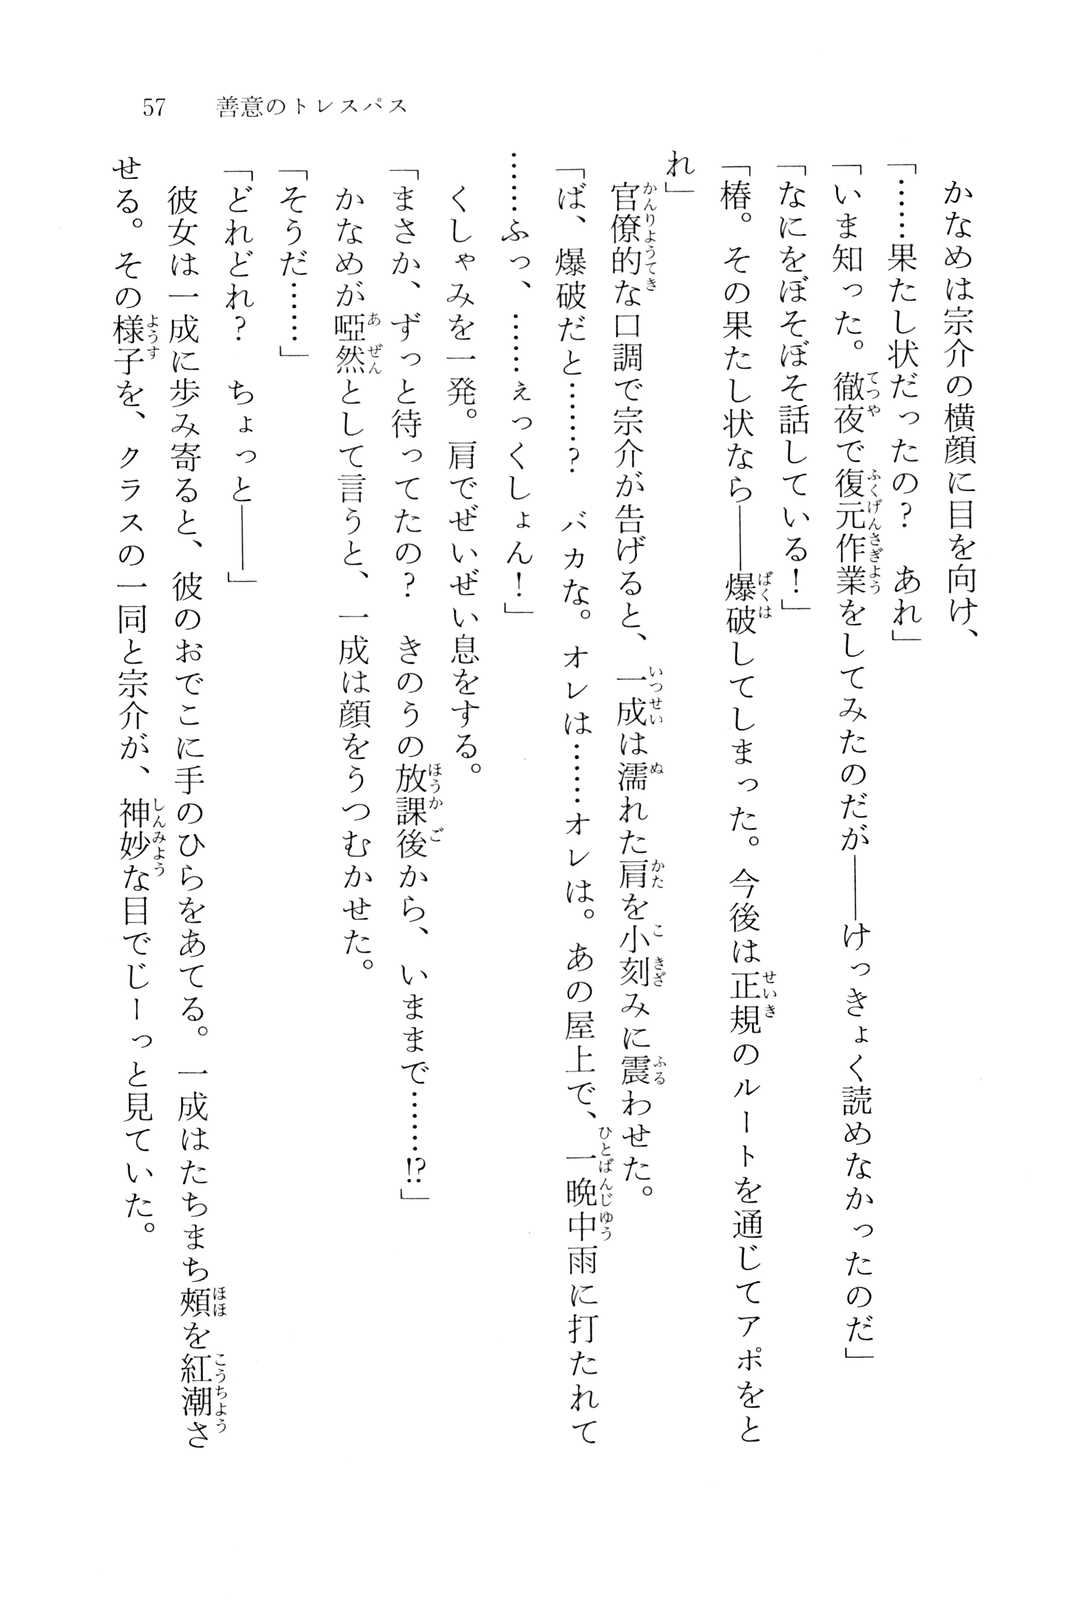 57　善意のトレスパス
　かなめは宗介の横顔に目を向け、
「……果たし状だったの？　あれ」
「いま知った。徹夜で復元作業をしてみたのだが――けっきょく読めなかったのだ」
「なにをぼそぼそ話している！」
「椿。その果たし状なら――爆破してしまった。今後は正規のルートを通じてアポをと
れ」
　官僚的な口調で宗介が告げると、一成は濡れた肩を小刻みに震わせた。
「ば、爆破だと……？　バカな。オレは……オレは。あの屋上で、一晩中雨に打たれて
……ふっ、……ぇっくしょん！」
　くしゃみを一発。肩でぜいぜい息をする。
「まさか、ずっと待ってたの？　きのうの放課後から、いままで……!?」
　かなめが啞然として言うと、一成は顔をうつむかせた。
「そうだ……」
「どれどれ？　ちょっと――」
　彼女は一成に歩み寄ると、彼のおでこに手のひらをあてる。一成はたちまち頰を紅潮さ
せる。その様子を、クラスの一同と宗介が、神妙な目でじーっと見ていた。